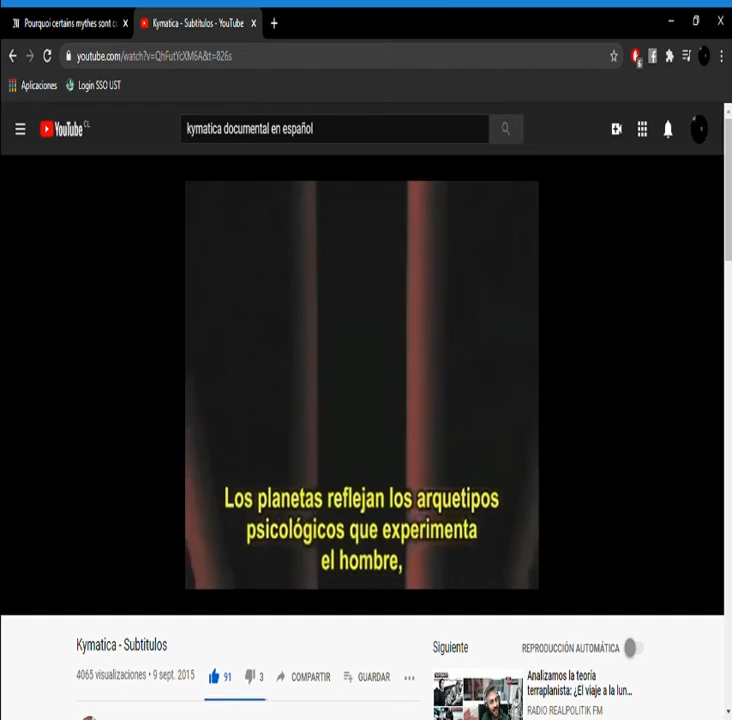 Pourquoi certains mythes sont c
Kymatica - Subtitulos - YouTube
youtube.com/watch?v=QhFutYcXM6A&t=826s
Aplicaciones
Login SSO UST
YouTube CL
kymatica documental en español
Los planetas reflejan los arquetipos
psicológicos que experimenta
el hombre,
Kymatica - Subtitulos
4065 visualizaciones • 9 sept. 2015
91
3
COMPARTIR
GUARDAR
Siguiente
REPRODUCCIÓN AUTOMÁTICA
Analizamos la teoría
terraplanista: ¿El viaje a la lun...
RADIO REALPOLITIK FM